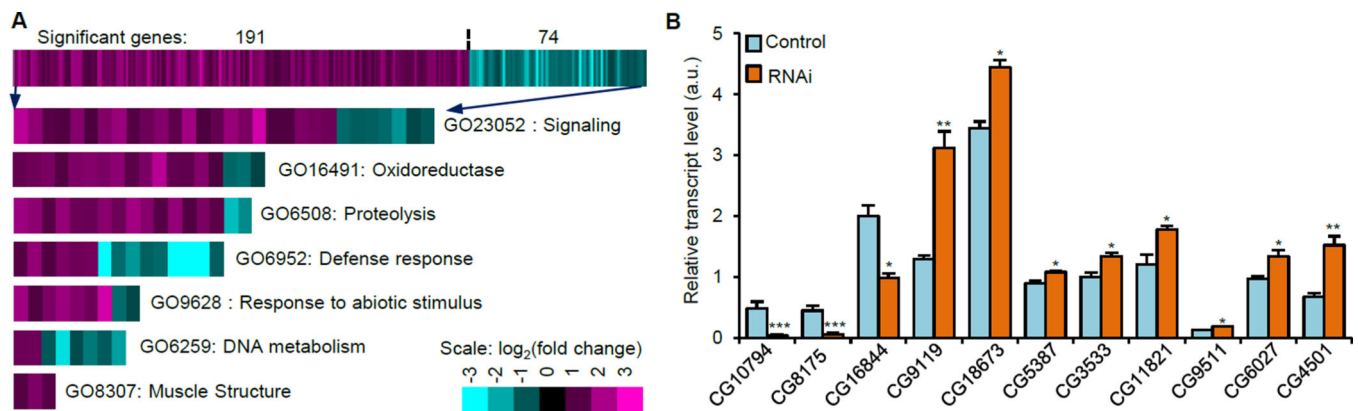 A
Significant genes: 191 74
GO23052 : Signaling
GO16491: Oxidoreductase
GO6508: Proteolysis
GO6952: Defense response
GO9628 : Response to abiotic stimulus
GO6259: DNA metabolism
GO8307: Muscle Structure
Scale: log2(fold change)
-3 -2 -1 0 1 2 3
B
Relative transcript level (a.u.)
5
4
3
2
1
0
Control
RNAi
*** *** * ** * * * * * * **
CG10794 CG8175 CG16844 CG9119 CG18673 CG5387 CG3533 CG11821 CG9511 CG6027 CG4501